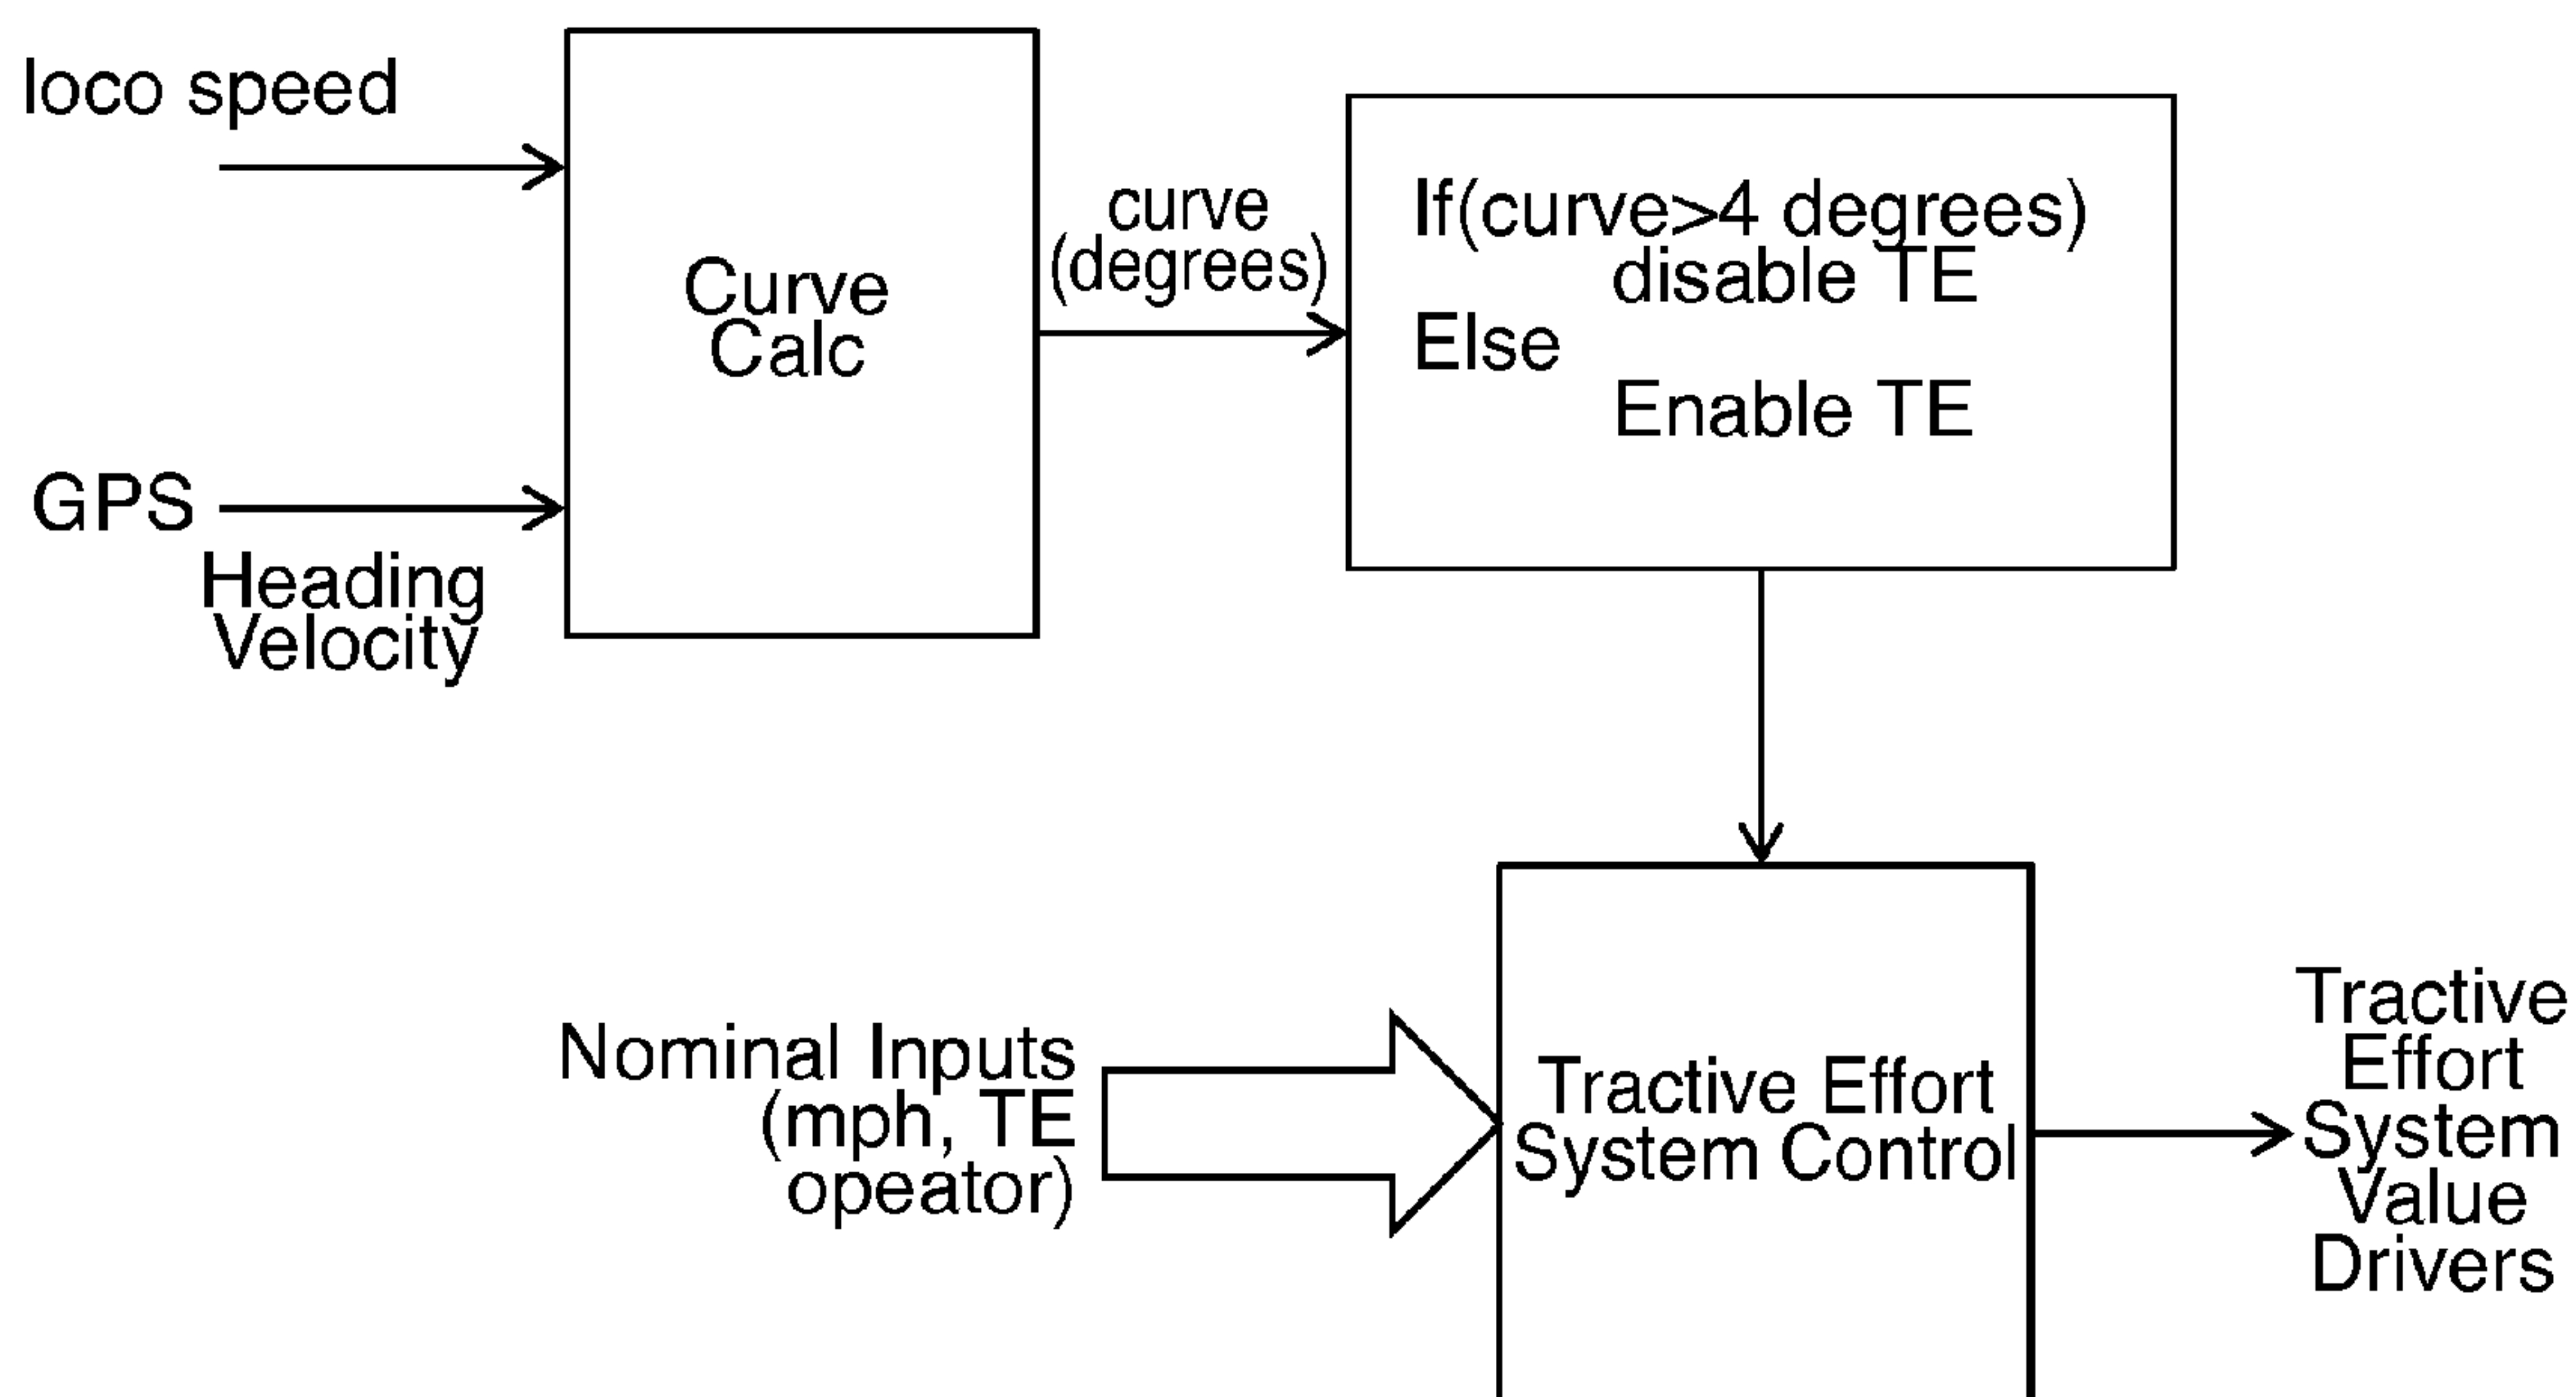 loco speed
Curve
Calc
GPS
Heading
Velocity
curve
(degrees)
If(curve>4 degrees)
disable TE
Else
Enable TE
Nominal Inputs
(mph, TE
opeator)
Tractive Effort
System Control
Tractive
Effort
System
Value
Drivers